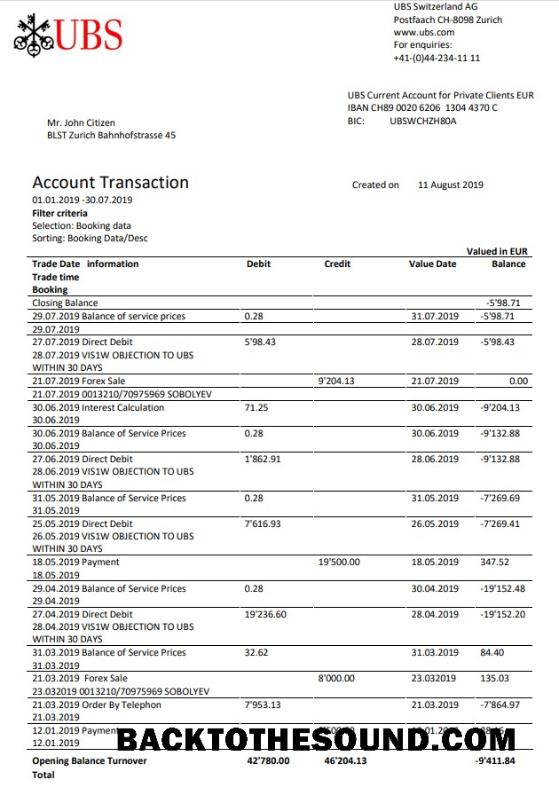 UBS
UBS Switzerland AG
Postfaach CH-8098 Zurich
www.ubs.com
For enquiries:
+41-(0)44-234-11 11
UBS Current Account for Private Clients EUR
IBAN CH89 0020 6206 1304 4370 C
BIC: UBSWCHZH80A
Mr. John Citizen
BLST Zurich Bahnhofstrasse 45
Account Transaction
Created on 11 August 2019
01.01.2019 -30.07.2019
Filter criteria
Selection: Booking data
Sorting: Booking Data/Desc
Valued in EUR
Trade Date information Debit Credit Value Date Balance
Trade time
Booking
Closing Balance -5'98.71
29.07.2019 Balance of service prices 0.28 31.07.2019 -5'98.71
29.07.2019
27.07.2019 Direct Debit 5'98.43 28.07.2019 -5'98.43
28.07.2019 VIS1W OBJECTION TO UBS
WITHIN 30 DAYS
21.07.2019 Forex Sale 9'204.13 21.07.2019 0.00
21.07.2019 0013210/70975969 SOBOLYEV
30.06.2019 Interest Calculation 71.25 30.06.2019 -9'204.13
30.06.2019
30.06.2019 Balance of Service Prices 0.28 30.06.2019 -9'132.88
30.06.2019
27.06.2019 Direct Debit 1'862.91 28.06.2019 -9'132.88
28.06.2019 VIS1W OBJECTION TO UBS
WITHIN 30 DAYS
31.05.2019 Balance of Service Prices 0.28 31.05.2019 -7'269.69
31.05.2019
25.05.2019 Direct Debit 7'616.93 26.05.2019 -7'269.41
26.05.2019 VIS1W OBJECTION TO UBS
WITHIN 30 DAYS
18.05.2019 Payment 19'500.00 18.05.2019 347.52
18.05.2019
29.04.2019 Balance of Service Prices 0.28 30.04.2019 -19'152.48
29.04.2019
27.04.2019 Direct Debit 19'236.60 28.04.2019 -19'152.20
28.04.2019 VIS1W OBJECTION TO UBS
WITHIN 30 DAYS
31.03.2019 Balance of Service Prices 32.62 31.03.2019 84.40
31.03.2019
21.03.2019 Forex Sale 8'000.00 23.032019 135.03
23.032019 0013210/70975969 SOBOLYEV
21.03.2019 Order By Telephon 7'953.13 21.03.2019 -7'864.97
21.03.2019
12.01.2019 Payment
12.01.2019
BACKTOTHESOUND.COM
Opening Balance Turnover 42'780.00 46'204.13 -9'411.84
Total